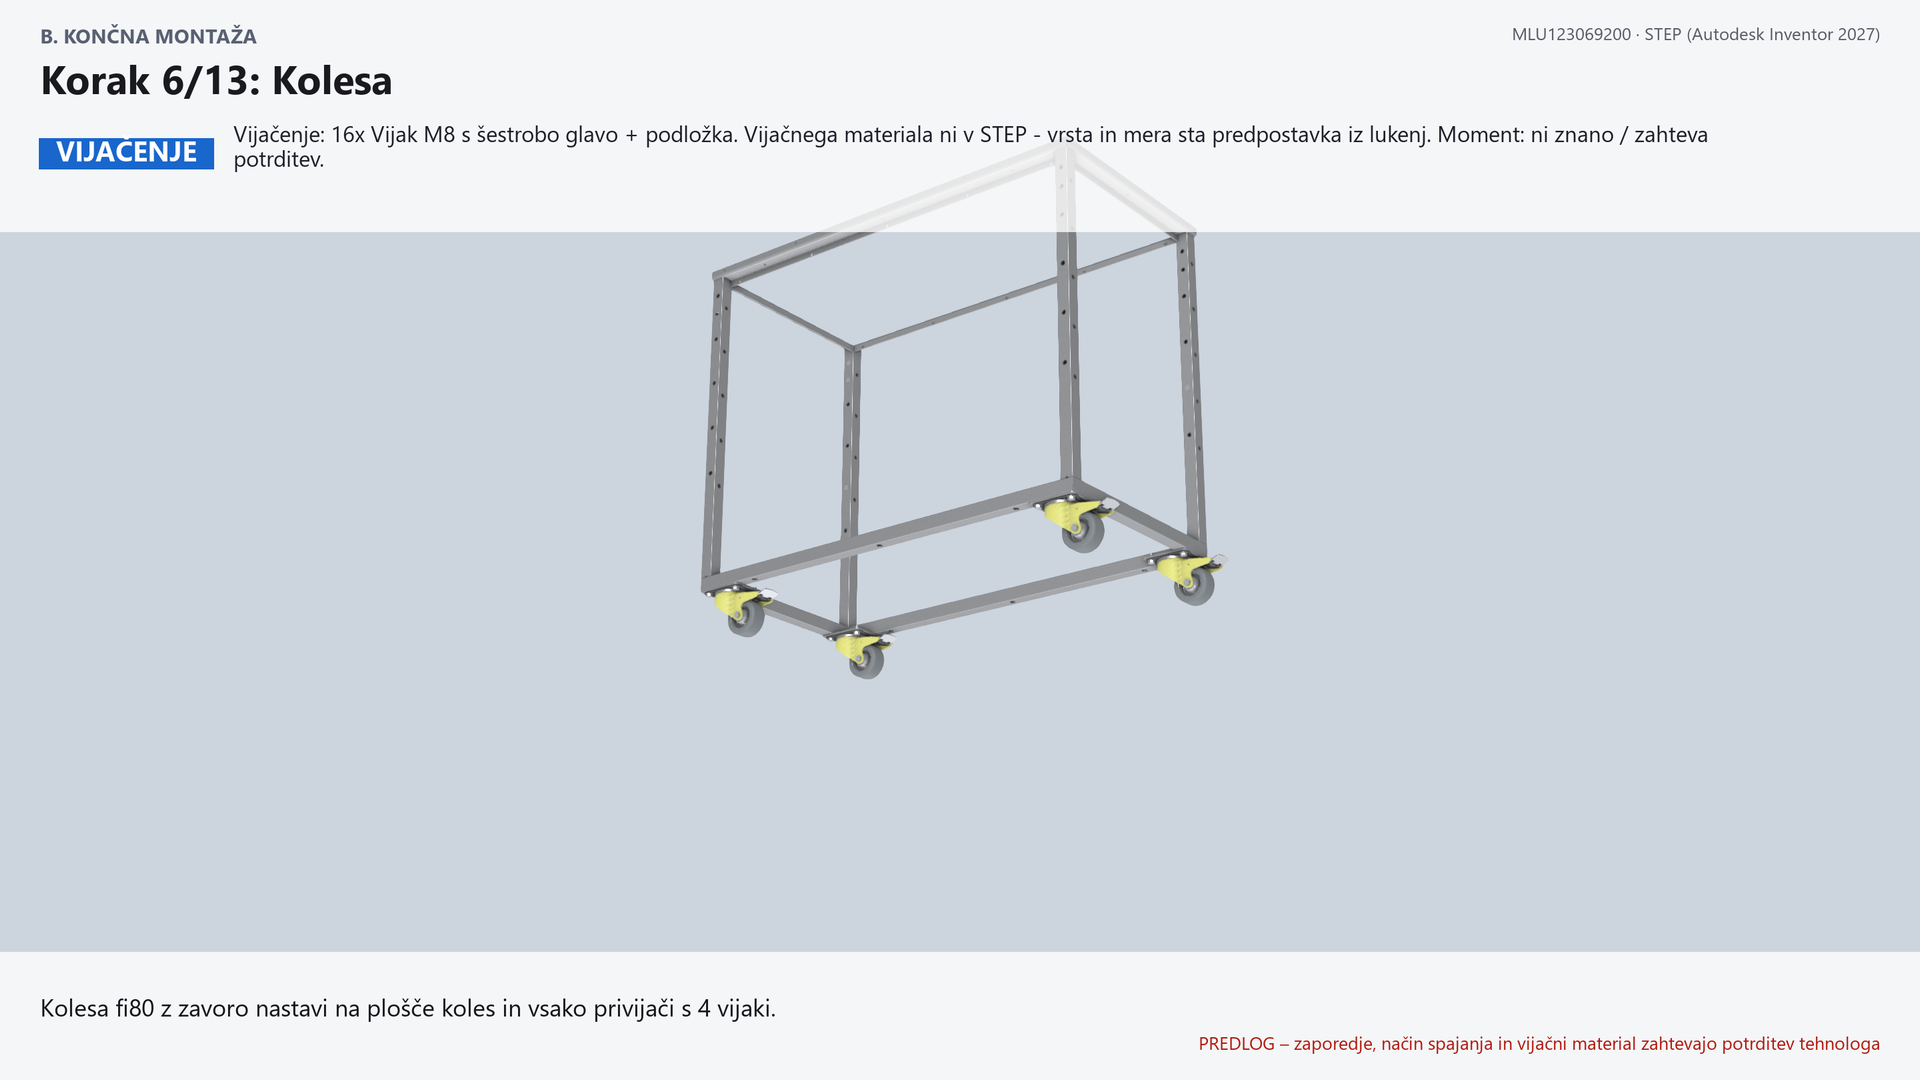 B. KONČNA MONTAŽA
MLU123069200 · STEP (Autodesk Inventor 2027)
Korak 6/13: Kolesa
VIJAČENJE
Vijačenje: 16x Vijak M8 s šestrobo glavo + podložka. Vijačnega materiala ni v STEP - vrsta in mera sta predpostavka iz lukenj. Moment: ni znano / zahteva
potrditev.
Kolesa fi80 z zavoro nastavi na plošče koles in vsako privijači s 4 vijaki.
PREDLOG – zaporedje, način spajanja in vijačni material zahtevajo potrditev tehnologa